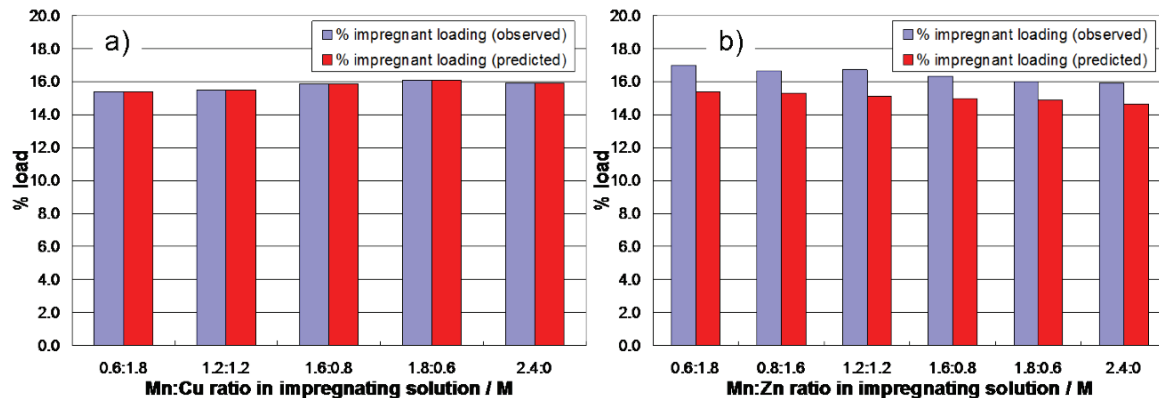 a)
% impregnant loading (observed)
% impregnant loading (predicted)
20.0
18.0
16.0
14.0
12.0
10.0
8.0
6.0
4.0
2.0
0.0
% load
0.6:1.8 1.2:1.2 1.6:0.8 1.8:0.6 2.4:0
Mn:Cu ratio in impregnating solution / M
b)
% impregnant loading (observed)
% impregnant loading (predicted)
20.0
18.0
16.0
14.0
12.0
10.0
8.0
6.0
4.0
2.0
0.0
% load
0.6:1.8 0.8:1.6 1.2:1.2 1.6:0.8 1.8:0.6 2.4:0
Mn:Zn ratio in impregnating solution / M